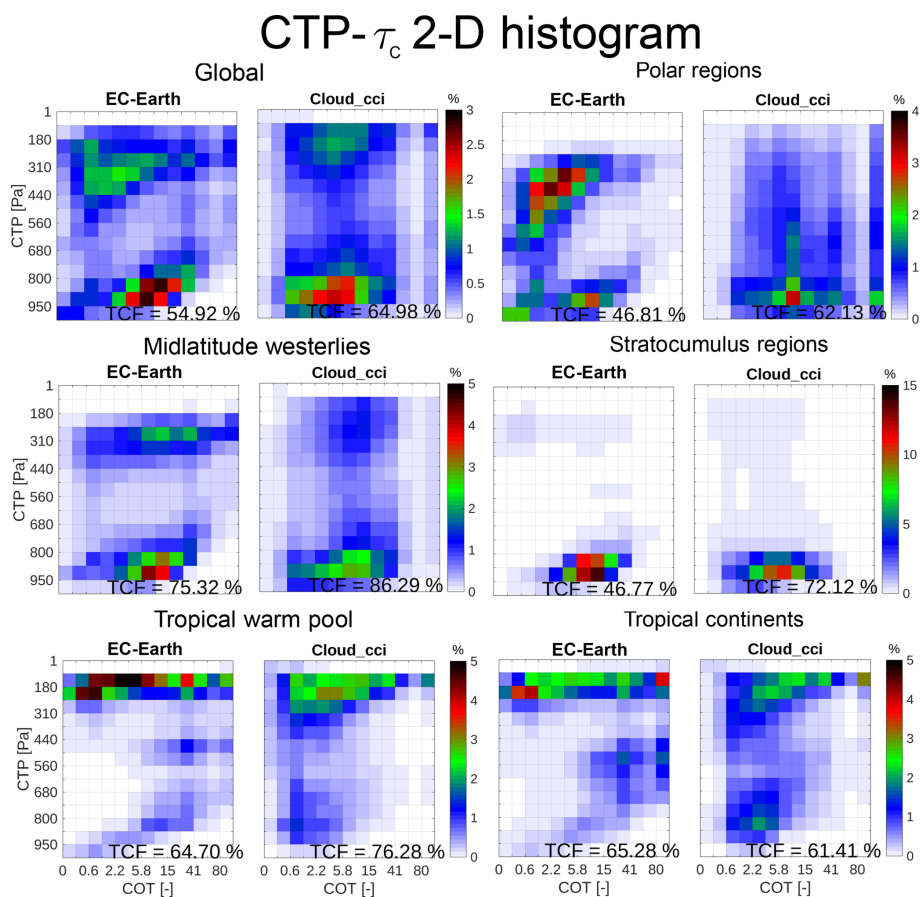 CTP- τc 2-D histogram
Global
Polar regions
EC-Earth
Cloud_cci
%
EC-Earth
Cloud_cci
%
CTP [Pa]
1
180
310
440
560
680
800
950
3
2.5
2
1.5
1
0.5
0
4
3
2
1
0
TCF = 54.92 %
TCF = 64.98 %
TCF = 46.81 %
TCF = 62.13 %
Midlatitude westerlies
Stratocumulus regions
EC-Earth
Cloud_cci
%
EC-Earth
Cloud_cci
%
CTP [Pa]
1
180
310
440
560
680
800
950
5
4
3
2
1
0
15
10
5
0
TCF = 75.32 %
TCF = 86.29 %
TCF = 46.77 %
TCF = 72.12 %
Tropical warm pool
Tropical continents
EC-Earth
Cloud_cci
%
EC-Earth
Cloud_cci
%
CTP [Pa]
1
180
310
440
560
680
800
950
5
4
3
2
1
0
5
4
3
2
1
0
TCF = 64.70 %
TCF = 76.28 %
TCF = 65.28 %
TCF = 61.41 %
0 0.6 2.2 5.8 15 41 80
0 0.6 2.2 5.8 15 41 80
0 0.6 2.2 5.8 15 41 80
0 0.6 2.2 5.8 15 41 80
COT [-]
COT [-]
COT [-]
COT [-]